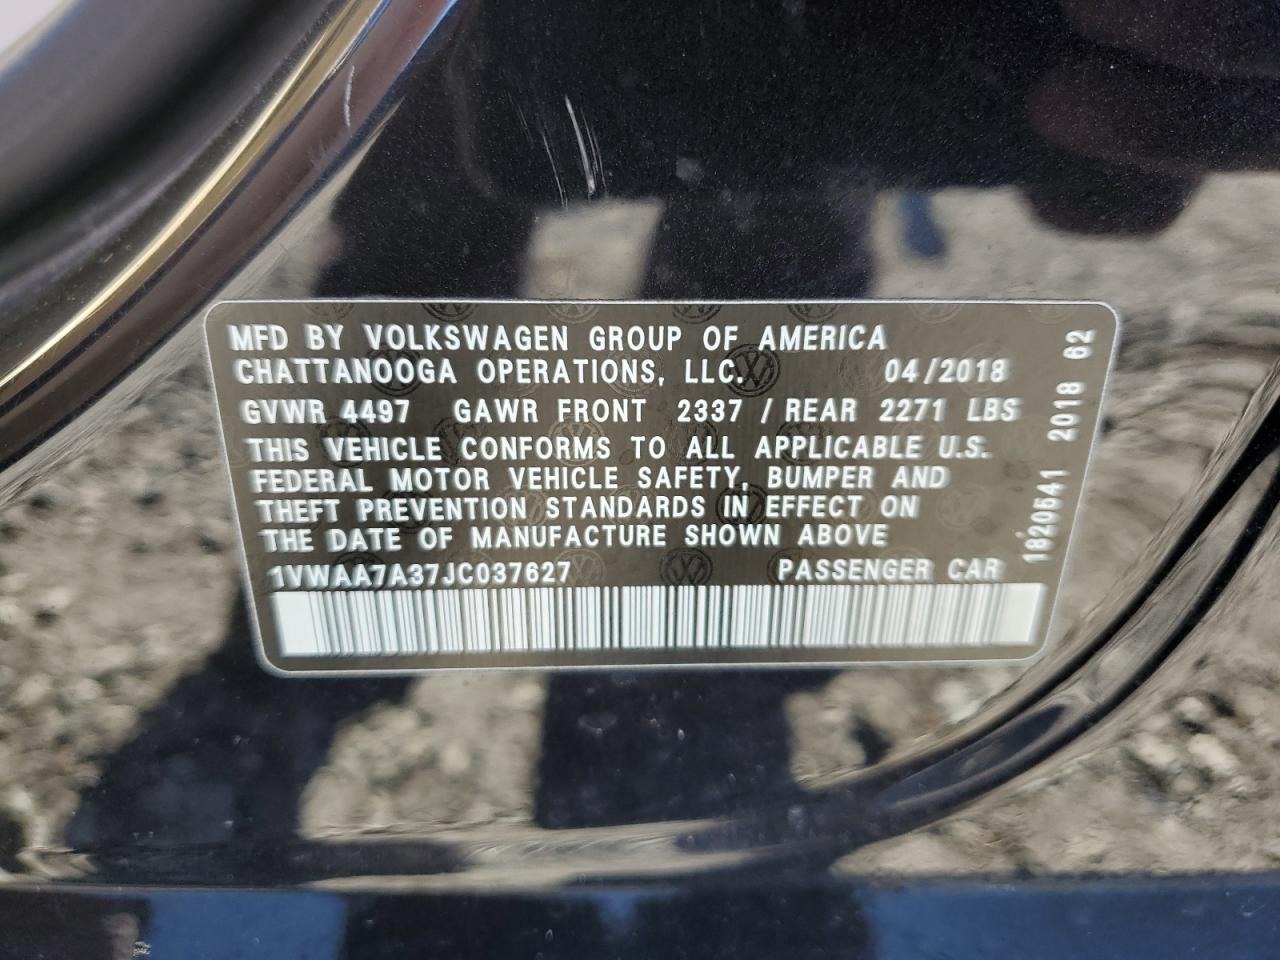 MFD BY VOLKSWAGEN GROUP OF AMERICA
CHATTANOOGA OPERATIONS, LLC. 04/2018
GVWR 4497 GAWR FRONT 2337 / REAR 2271 LBS
THIS VEHICLE CONFORMS TO ALL APPLICABLE U.S.
FEDERAL MOTOR VEHICLE SAFETY, BUMPER AND
THEFT PREVENTION STANDARDS IN EFFECT ON
THE DATE OF MANUFACTURE SHOWN ABOVE
1VWAA7A37JC037627 PASSENGER CAR
1820541 2018 62